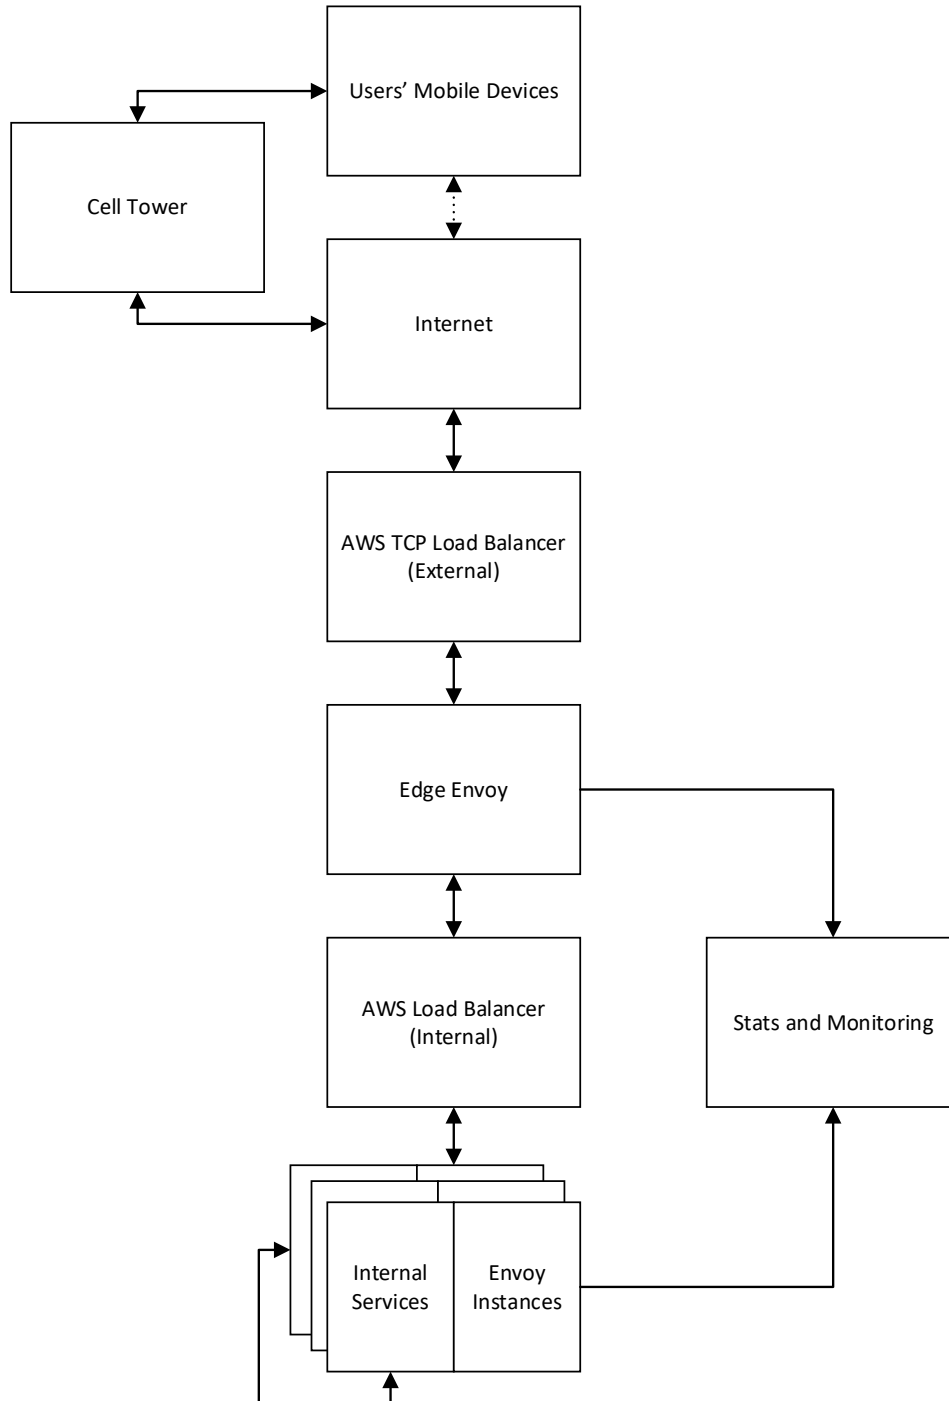 Users’ Mobile Devices
Cell Tower
Internet
AWS TCP Load Balancer
(External)
Edge Envoy
AWS Load Balancer
(Internal)
Stats and Monitoring
Internal
Services
Envoy
Instances